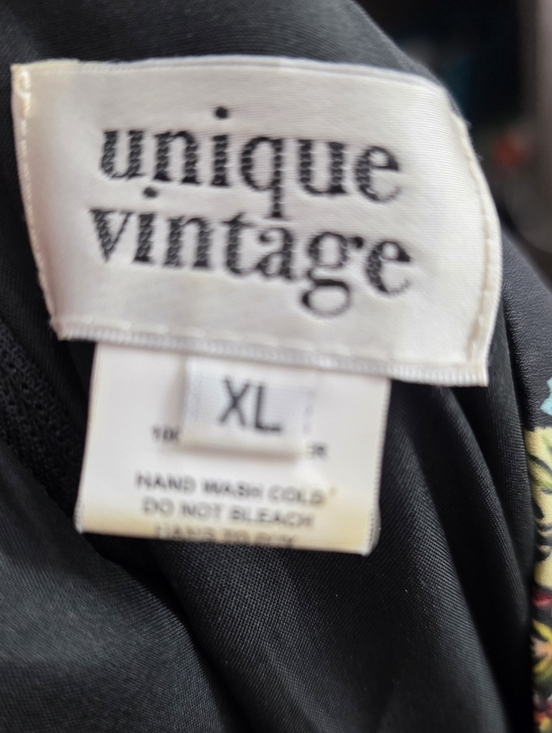 unique
vintage
XL
HAND WASH COLD
DO NOT BLEACH